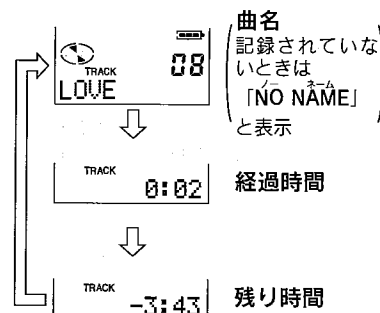 TRACK
08
LOVE
曲名
記録されていな
いときは
「NO NAME」
ノー ネーム
と表示
TRACK
0:02
経過時間
TRACK
-3:43
残り時間